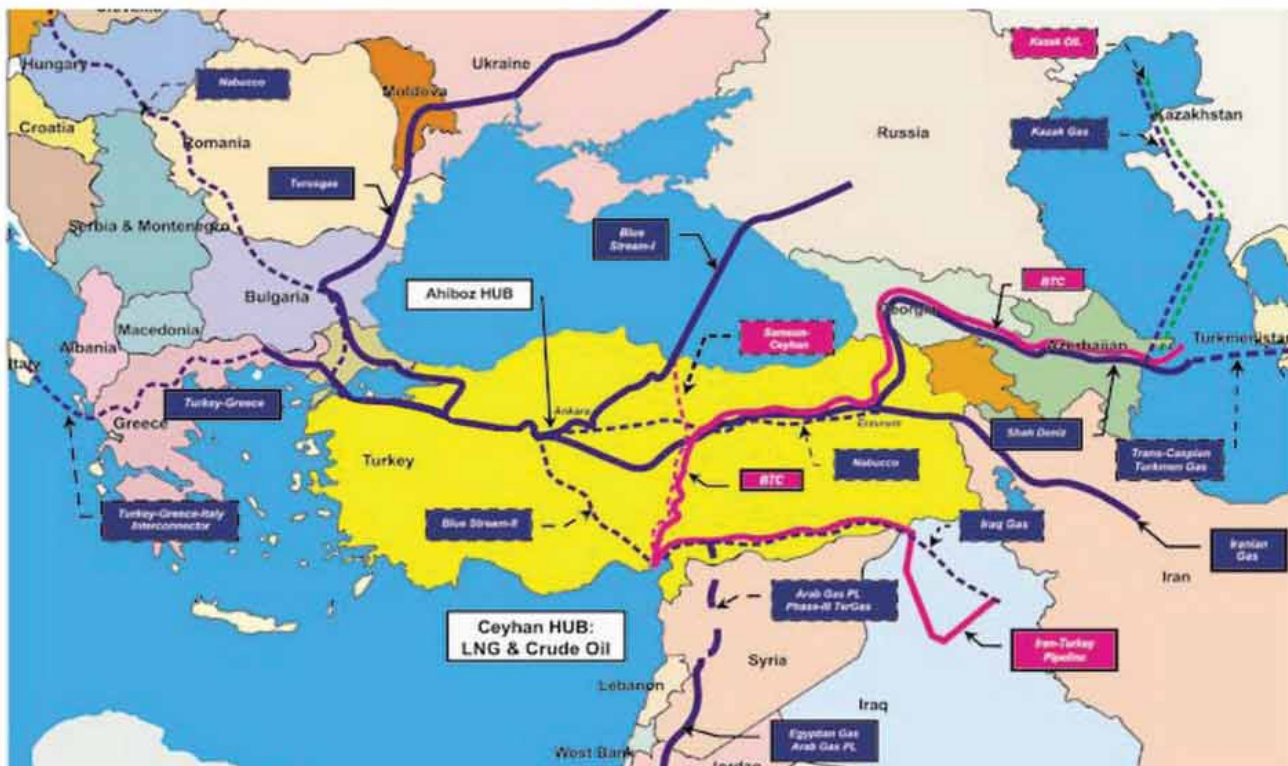 Slovenia
Hungary
Nabucco
Ukraine
Moldova
Kazak OIL
Kazakhstan
Croatia
Romania
Russia
Kazak Gas
Turusgas
Serbia & Montenegro
Blue
Stream-I
Bulgaria
Ahiboz HUB
BTC
Georgia
Macedonia
Samsun-
Ceyhan
Azerbaijan
Turkmenistan
Italy
Albania
Turkey-Greece
Ankara
Greece
Erzurum
Shah Deniz
Turkey
Nabucco
Trans-Caspian
Turkmen Gas
BTC
Turkey-Greece-Italy
Interconnector
Blue Stream-II
Iraq Gas
Iranian
Gas
Iran
Arab Gas PL
Phase-III TerGas
Ceyhan HUB:
LNG & Crude Oil
Syria
Iran-Turkey
Pipeline
Lebanon
Iraq
Egyptian Gas
Arab Gas PL
West Bank
Jordan